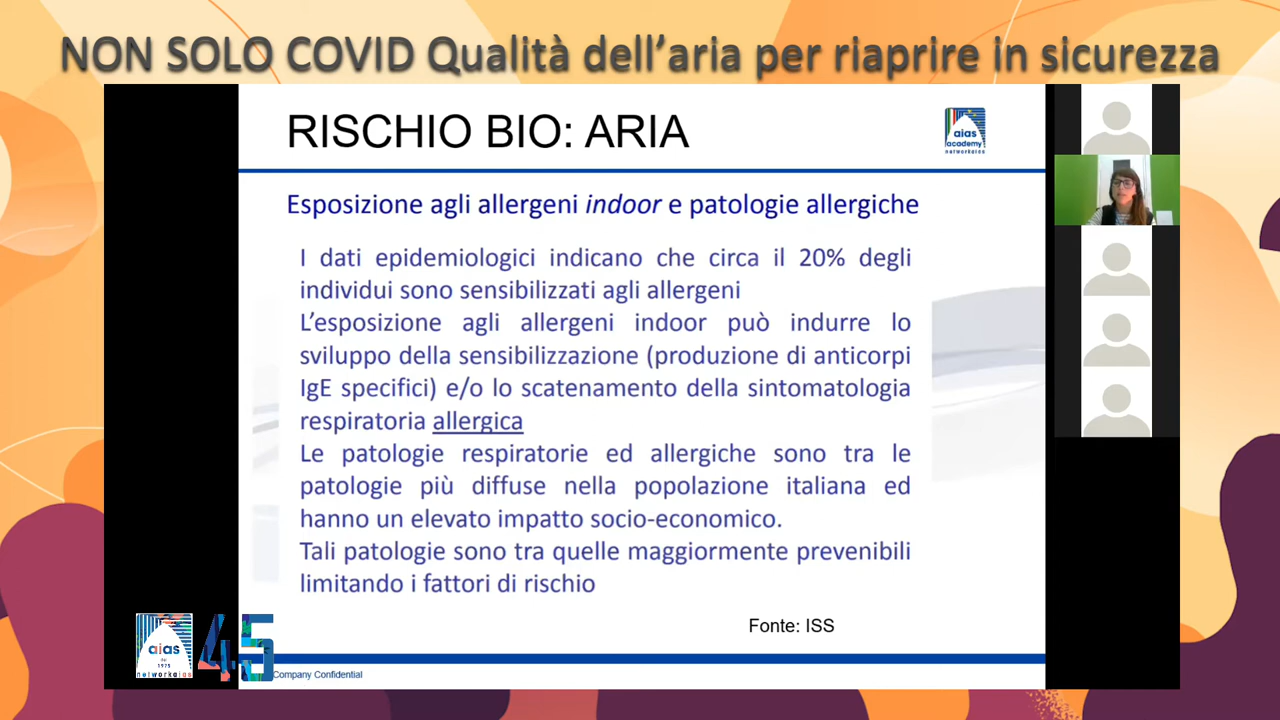 NON SOLO COVID Qualità dell'aria per riaprire in sicurezza
RISCHIO BIO: ARIA
aias
academy
networkaias
Esposizione agli allergeni indoor e patologie allergiche
I dati epidemiologici indicano che circa il 20% degli
individui sono sensibilizzati agli allergeni
L'esposizione agli allergeni indoor può indurre lo
sviluppo della sensibilizzazione (produzione di anticorpi
IgE specifici) e/o lo scatenamento della sintomatologia
respiratoria allergica
Le patologie respiratorie ed allergiche sono tra le
patologie più diffuse nella popolazione italiana ed
hanno un elevato impatto socio-economico.
Tali patologie sono tra quelle maggiormente prevenibili
limitando i fattori di rischio
Fonte: ISS
aias
dal
1975
networkaias
45
Company Confidential